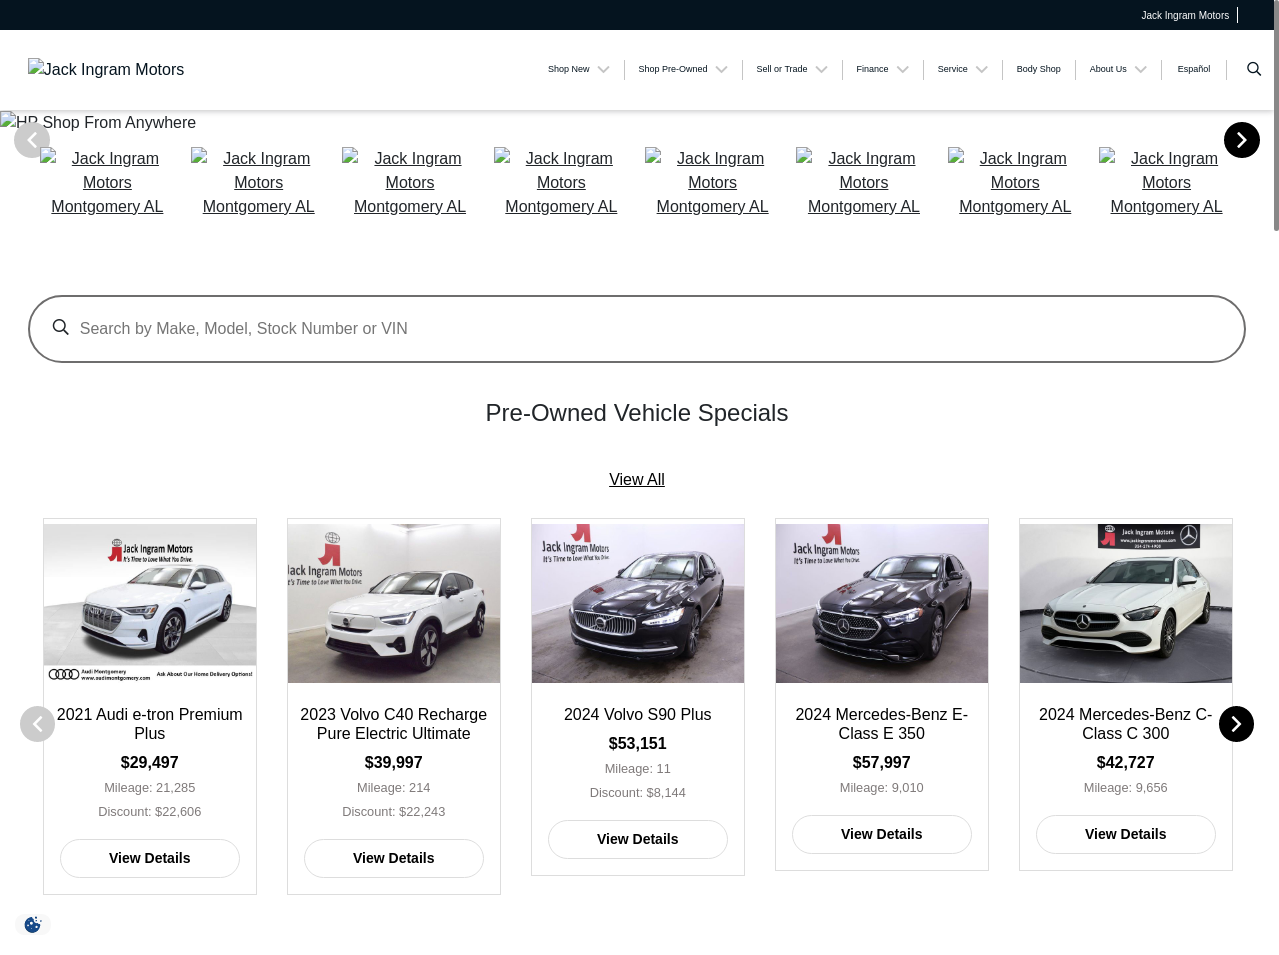 Jack Ingram Motors
Jack Ingram Motors
Shop New
Shop Pre-Owned
Sell or Trade
Finance
Service
Body Shop
About Us
Español
HP Shop From Anywhere
Jack Ingram
Motors
Montgomery AL
Jack Ingram
Motors
Montgomery AL
Jack Ingram
Motors
Montgomery AL
Jack Ingram
Motors
Montgomery AL
Jack Ingram
Motors
Montgomery AL
Jack Ingram
Motors
Montgomery AL
Jack Ingram
Motors
Montgomery AL
Jack Ingram
Motors
Montgomery AL
Search by Make, Model, Stock Number or VIN
Pre-Owned Vehicle Specials
View All
Jack Ingram Motors
It's Time to Love What You Drive.
Audi Montgomery
www.audimontgomery.com
Ask About Our Home Delivery Options!
2021 Audi e-tron Premium
Plus
$29,497
Mileage: 21,285
Discount: $22,606
View Details
Jack Ingram Motors
It's Time to Love What You Drive.
2023 Volvo C40 Recharge
Pure Electric Ultimate
$39,997
Mileage: 214
Discount: $22,243
View Details
Jack Ingram Motors
It's Time to Love What You Drive.
2024 Volvo S90 Plus
$53,151
Mileage: 11
Discount: $8,144
View Details
Jack Ingram Motors
It's Time to Love What You Drive.
2024 Mercedes-Benz E-
Class E 350
$57,997
Mileage: 9,010
View Details
Jack Ingram Motors
2024 Mercedes-Benz C-
Class C 300
$42,727
Mileage: 9,656
View Details